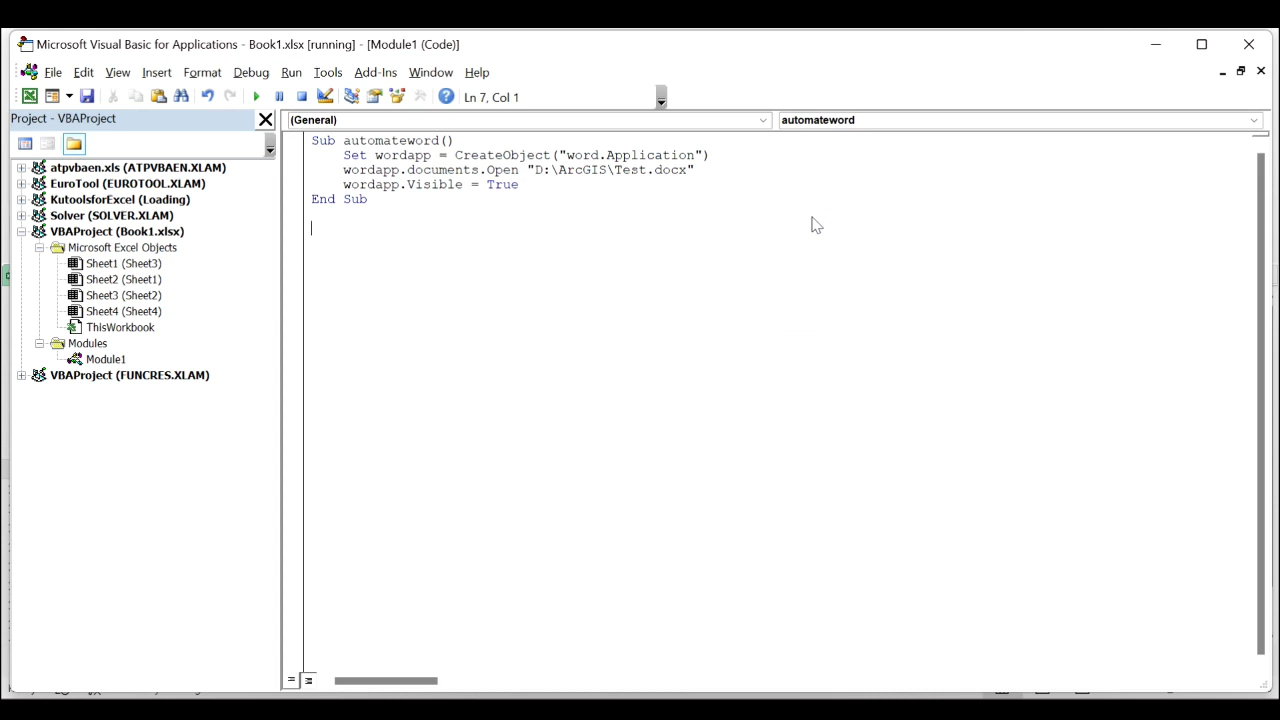 Microsoft Visual Basic for Applications - Book1.xlsx [running] - [Module1 (Code)]
File Edit View Insert Format Debug Run Tools Add-Ins Window Help
Ln 7, Col 1
Project - VBAProject
(General)
automateword
atpvbaen.xls (ATPVBAEN.XLAM)
EuroTool (EUROTOOL.XLAM)
KutoolsforExcel (Loading)
Solver (SOLVER.XLAM)
VBAProject (Book1.xlsx)
Microsoft Excel Objects
Sheet1 (Sheet3)
Sheet2 (Sheet1)
Sheet3 (Sheet2)
Sheet4 (Sheet4)
ThisWorkbook
Modules
Module1
VBAProject (FUNCRES.XLAM)
Sub automateword()
Set wordapp = CreateObject("word.Application")
wordapp.documents.Open "D:\ArcGIS\Test.docx"
wordapp.Visible = True
End Sub